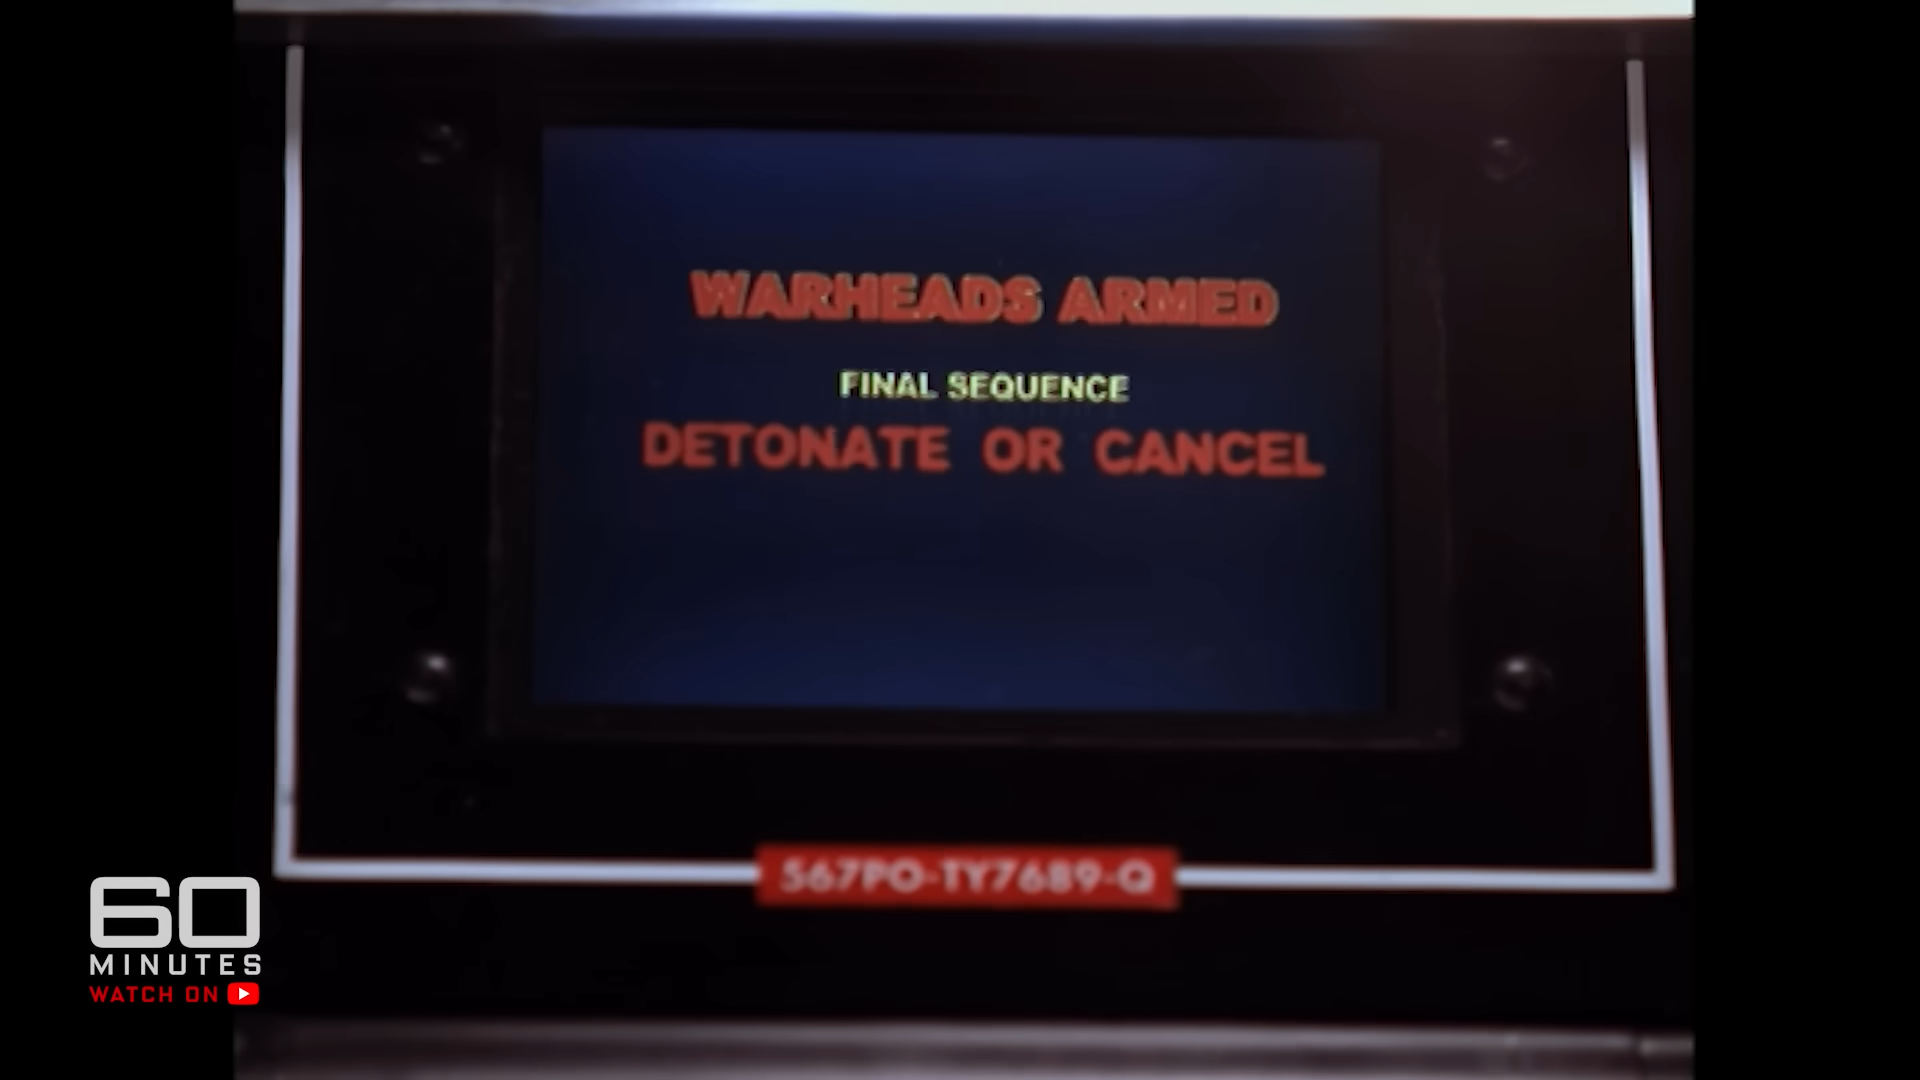 WARHEADS ARMED
FINAL SEQUENCE
DETONATE OR CANCEL
567PO-TY7689-Q
60
MINUTES
WATCH ON